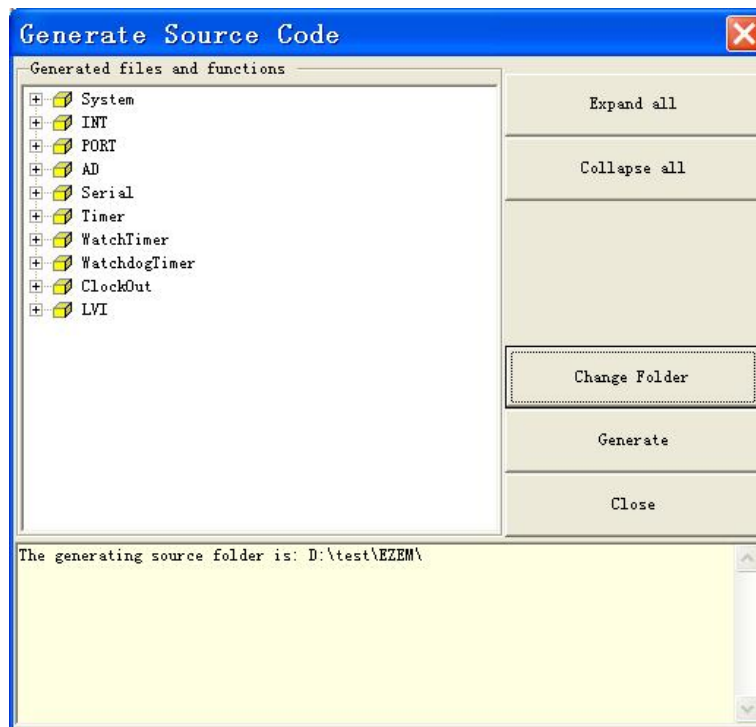 Generate Source Code
Generated files and functions
System
INT
PORT
AD
Serial
Timer
WatchTimer
WatchdogTimer
ClockOut
LVI
Expand all
Collapse all
Change Folder
Generate
Close
The generating source folder is: D:\test\EZEM\